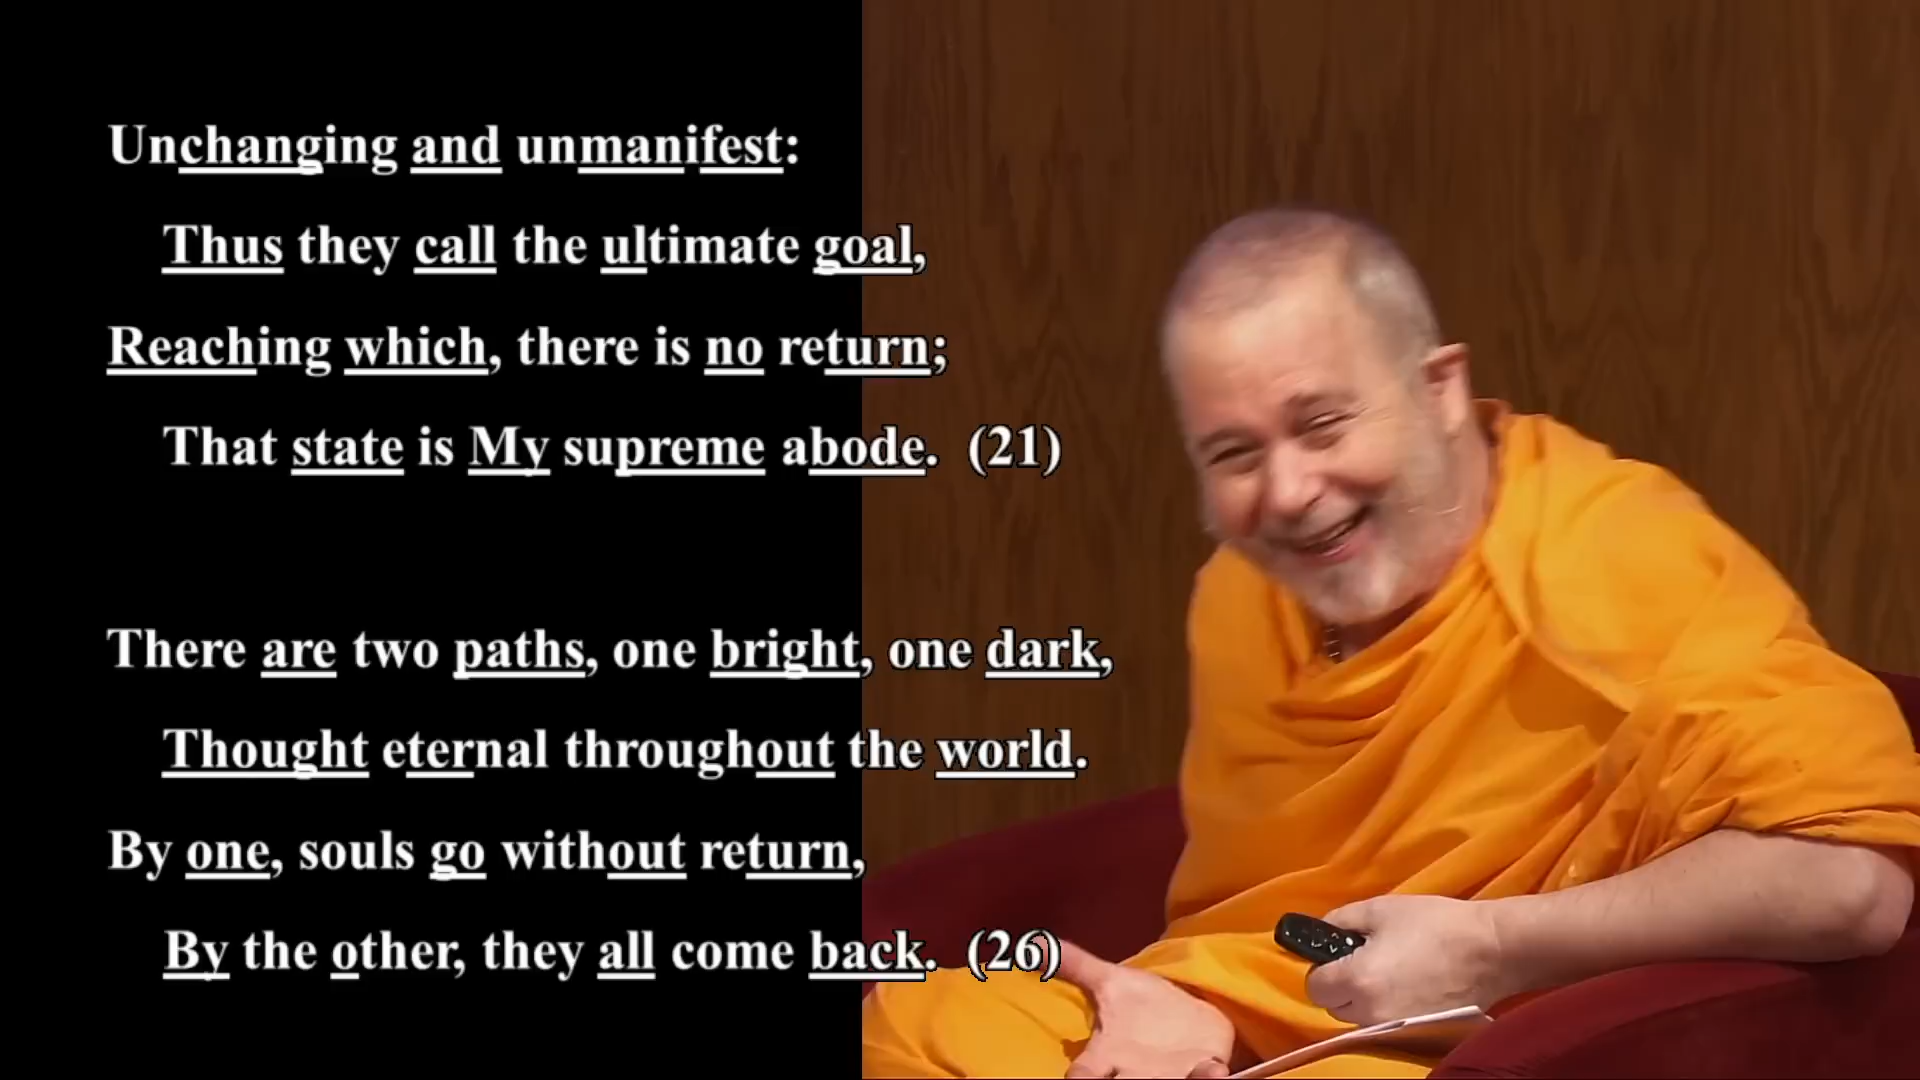 Unchanging and unmanifest:
Thus they call the ultimate goal,
Reaching which, there is no return;
That state is My supreme abode. (21)
There are two paths, one bright, one dark,
Thought eternal throughout the world.
By one, souls go without return,
By the other, they all come back. (26)